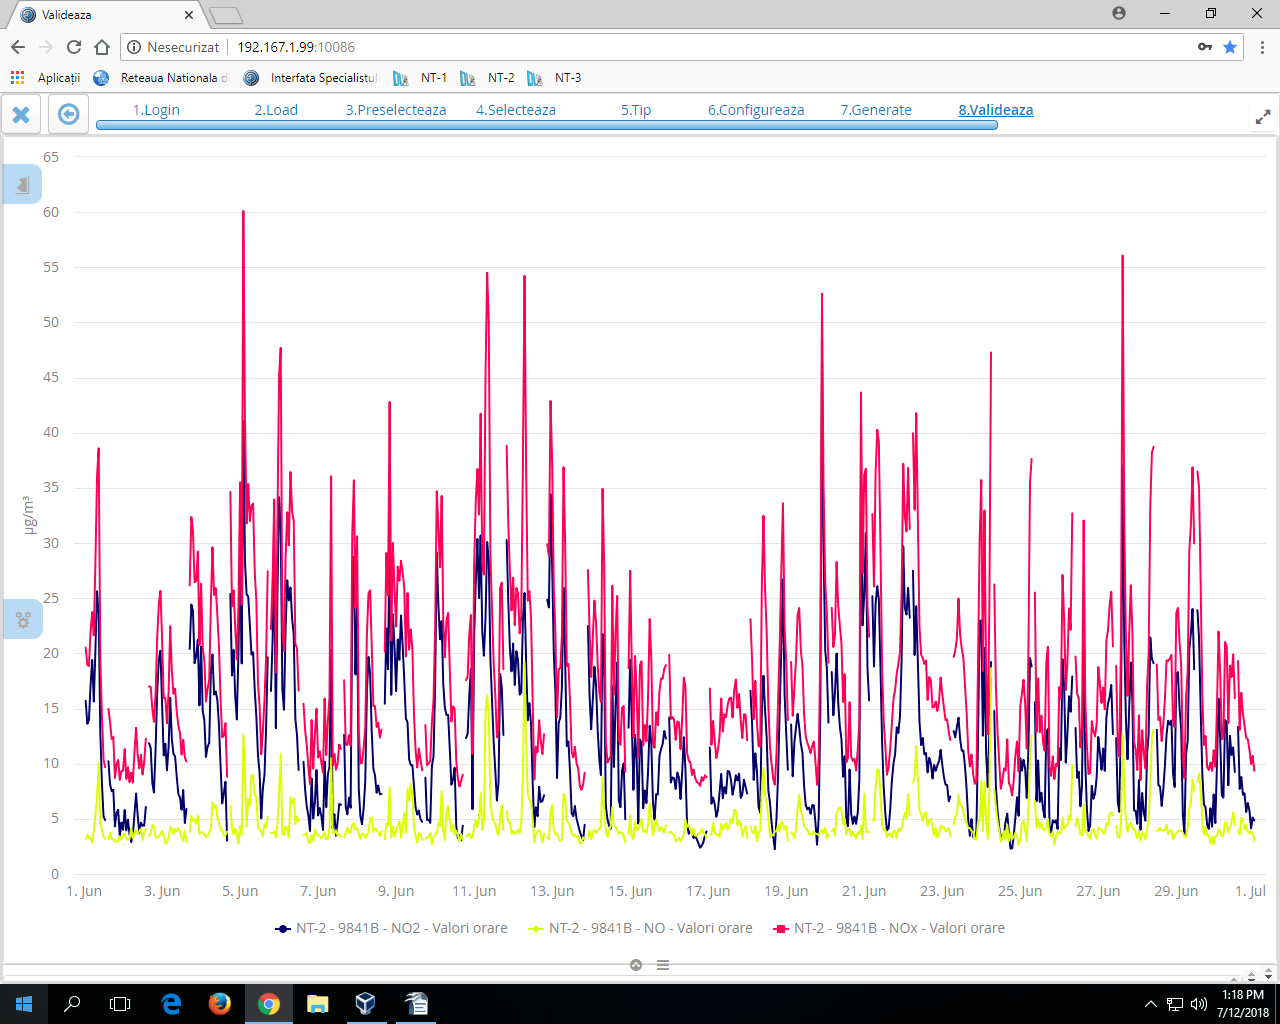 Valideaza
Nesecurizat 192.167.1.99:10086
Aplicații Reteaua Nationala d Interfata Specialistulu NT-1 NT-2 NT-3
1.Login 2.Load 3.Preselecteaza 4.Selecteaza 5.Tip 6.Configureaza 7.Generate 8.Valideaza
65
60
55
50
45
40
35
30
25
20
15
10
5
0
µg/m³
1. Jun 3. Jun 5. Jun 7. Jun 9. Jun 11. Jun 13. Jun 15. Jun 17. Jun 19. Jun 21. Jun 23. Jun 25. Jun 27. Jun 29. Jun 1. Jul
NT-2 - 9841B - NO2 - Valori orare NT-2 - 9841B - NO - Valori orare NT-2 - 9841B - NOx - Valori orare
1:18 PM
7/12/2018